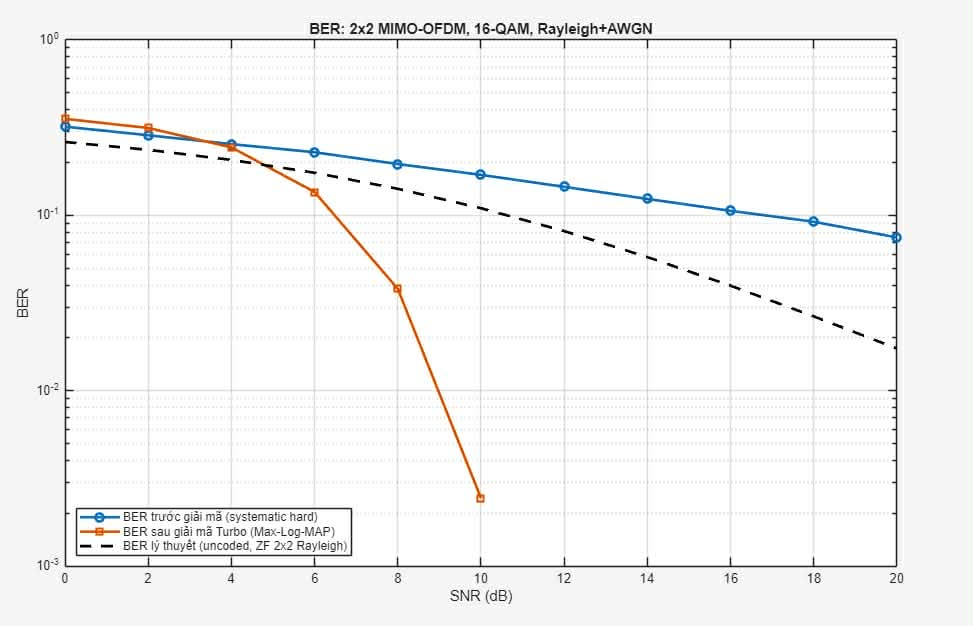 BER: 2x2 MIMO-OFDM, 16-QAM, Rayleigh+AWGN
10⁰
10⁻¹
10⁻²
10⁻³
BER
BER trước giải mã (systematic hard)
BER sau giải mã Turbo (Max-Log-MAP)
BER lý thuyết (uncoded, ZF 2x2 Rayleigh)
0 2 4 6 8 10 12 14 16 18 20
SNR (dB)